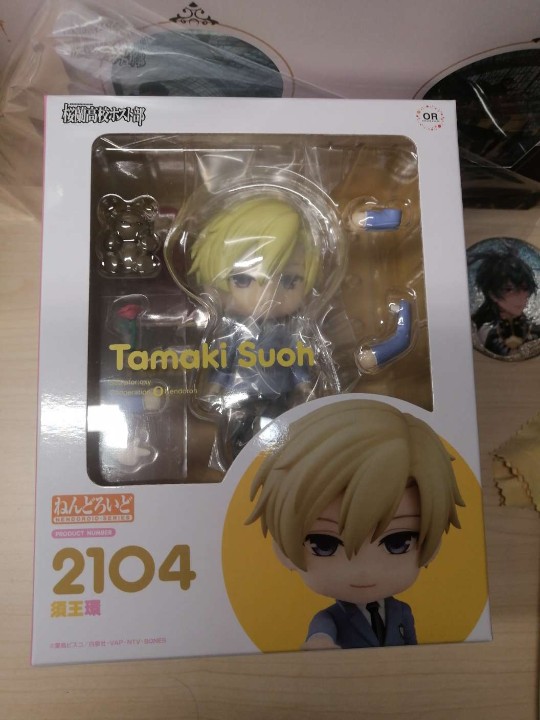 桜蘭高校ホスト部
OR
Tamaki Suoh
ねんどろいど
NENDOROID SERIES
PRODUCT NUMBER
2104
須王環